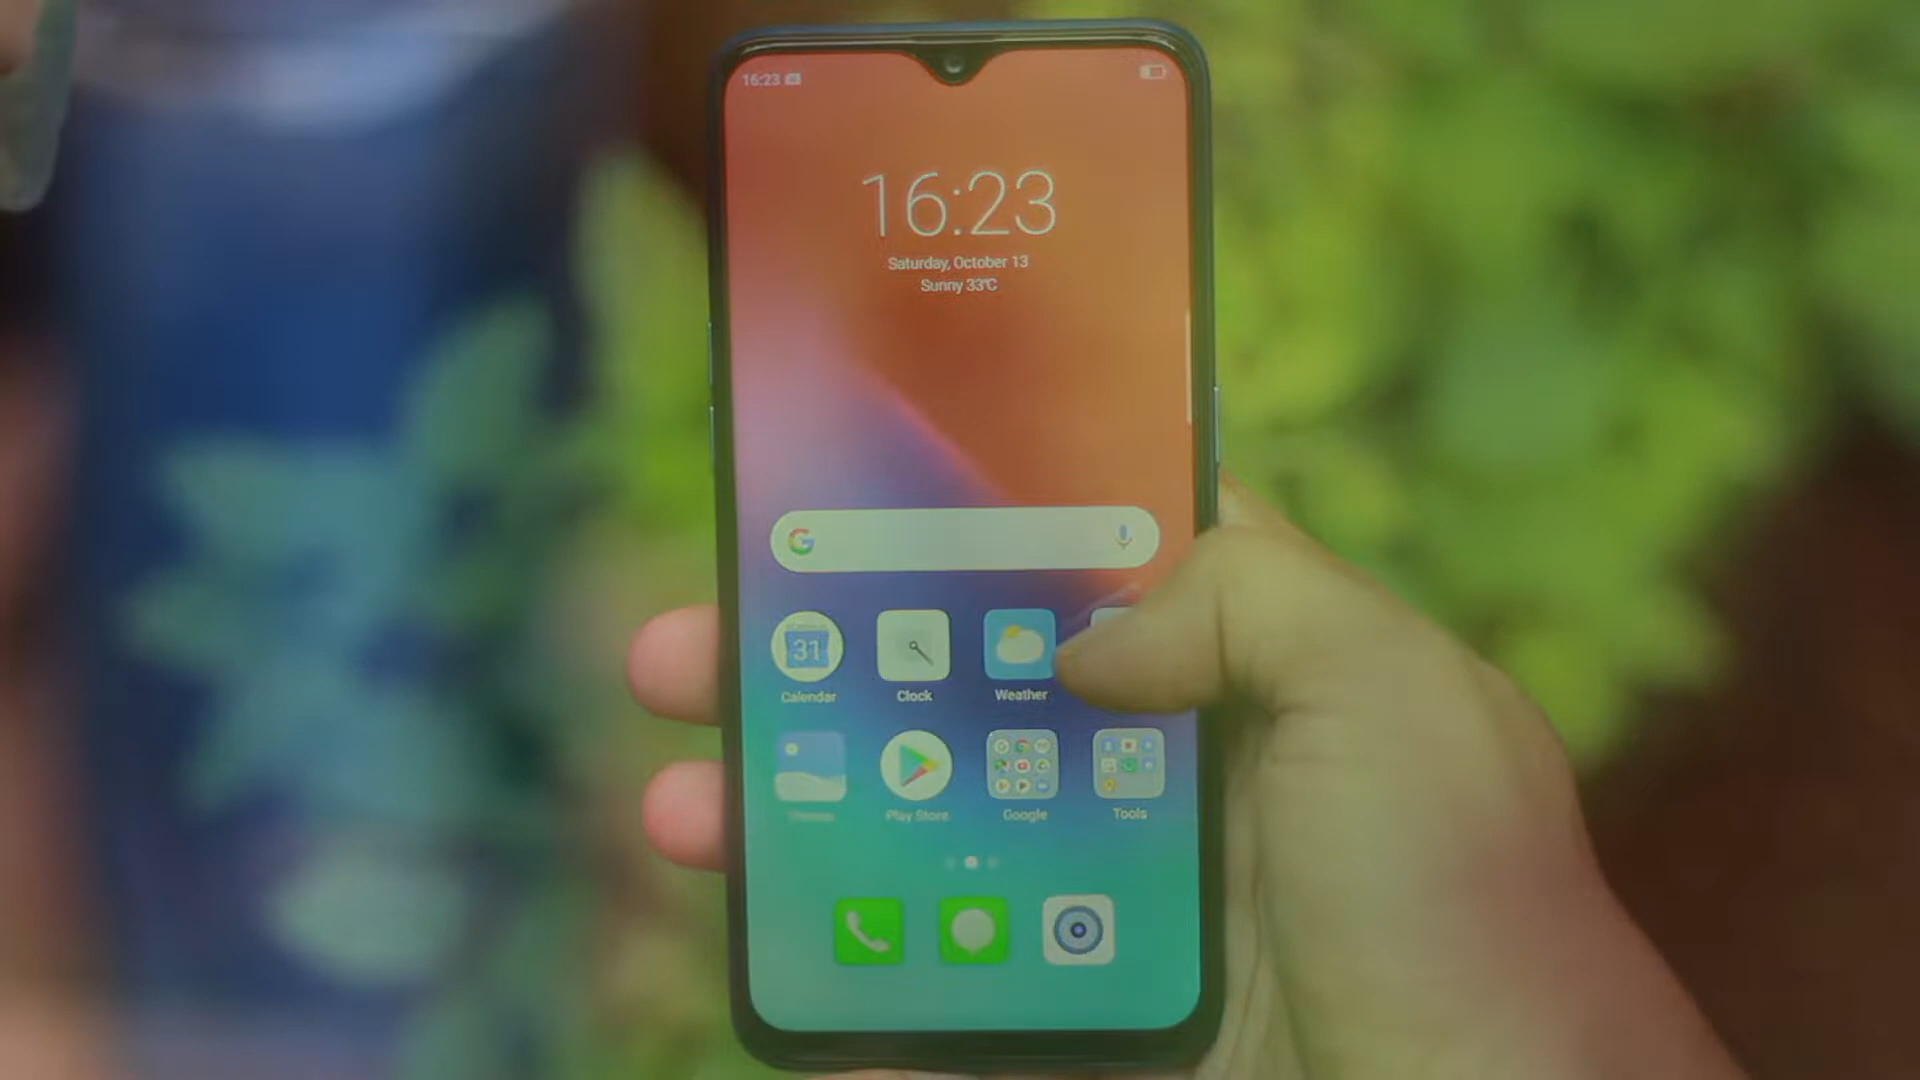 16:23
16:23
Saturday, October 13
Sunny 33°C
G
31
Calendar
Clock
Weather
Play Store
Google
Tools